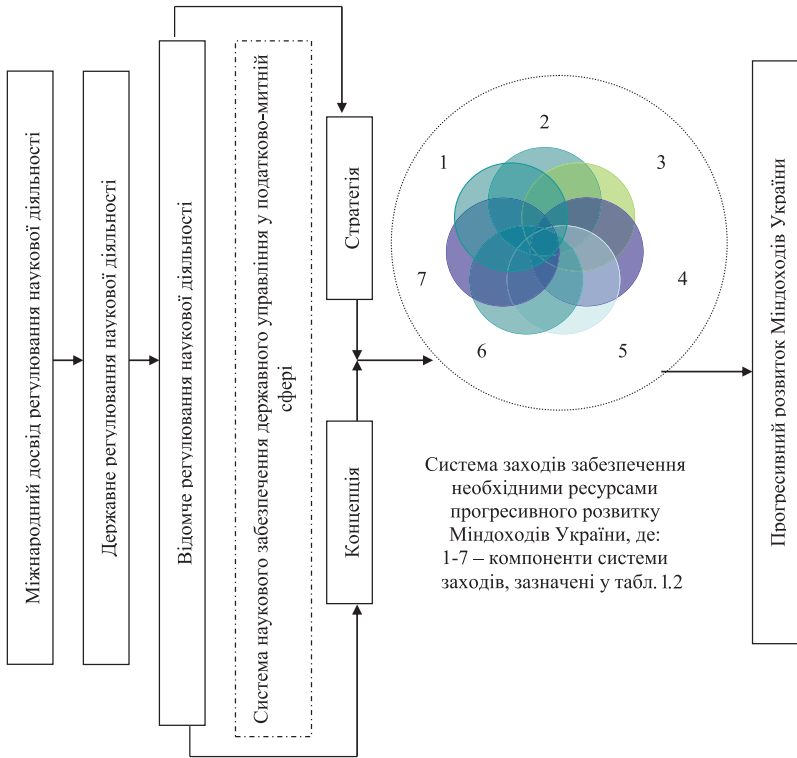 Міжнародний досвід регулювання наукової діяльності
Державне регулювання наукової діяльності
Відомче регулювання наукової діяльності
Система наукового забезпечення державного управління у податково-митній
сфері
Стратегія
Концепція
1
2
3
4
5
6
7
Система заходів забезпечення
необхідними ресурсами
прогресивного розвитку
Міндоходів України, де:
1-7 – компоненти системи
заходів, зазначені у табл. 1.2
Прогресивний розвиток Міндоходів України